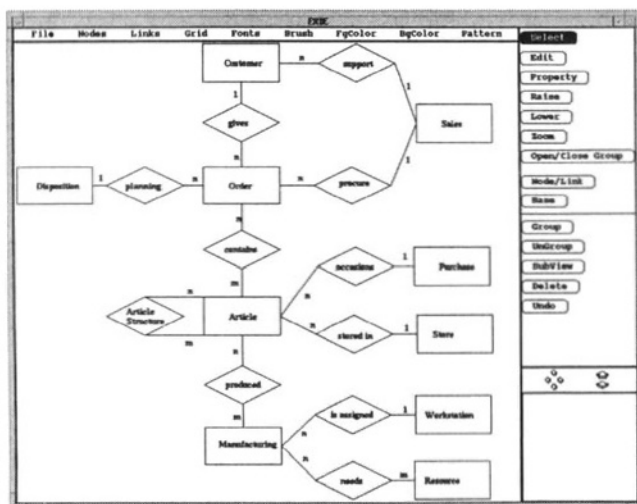 EXDE
File Nodes Links Grid Fonts Brush FgColor BgColor Pattern
Select
Edit
Property
Raise
Lower
Zoom
Open/Close Group
Node/Link
Base
Group
UnGroup
SubView
Delete
Undo
Customer n support
1 1
gives Sales
n 1
Disposition 1 planning n Order n procure
n
contains
m
occasions 1 Purchase
n n
Article
Structure Article
m n stored in 1 Store
n
produced
m
is assigned 1 Workstation
Manufacturing n
n
needs m Resource